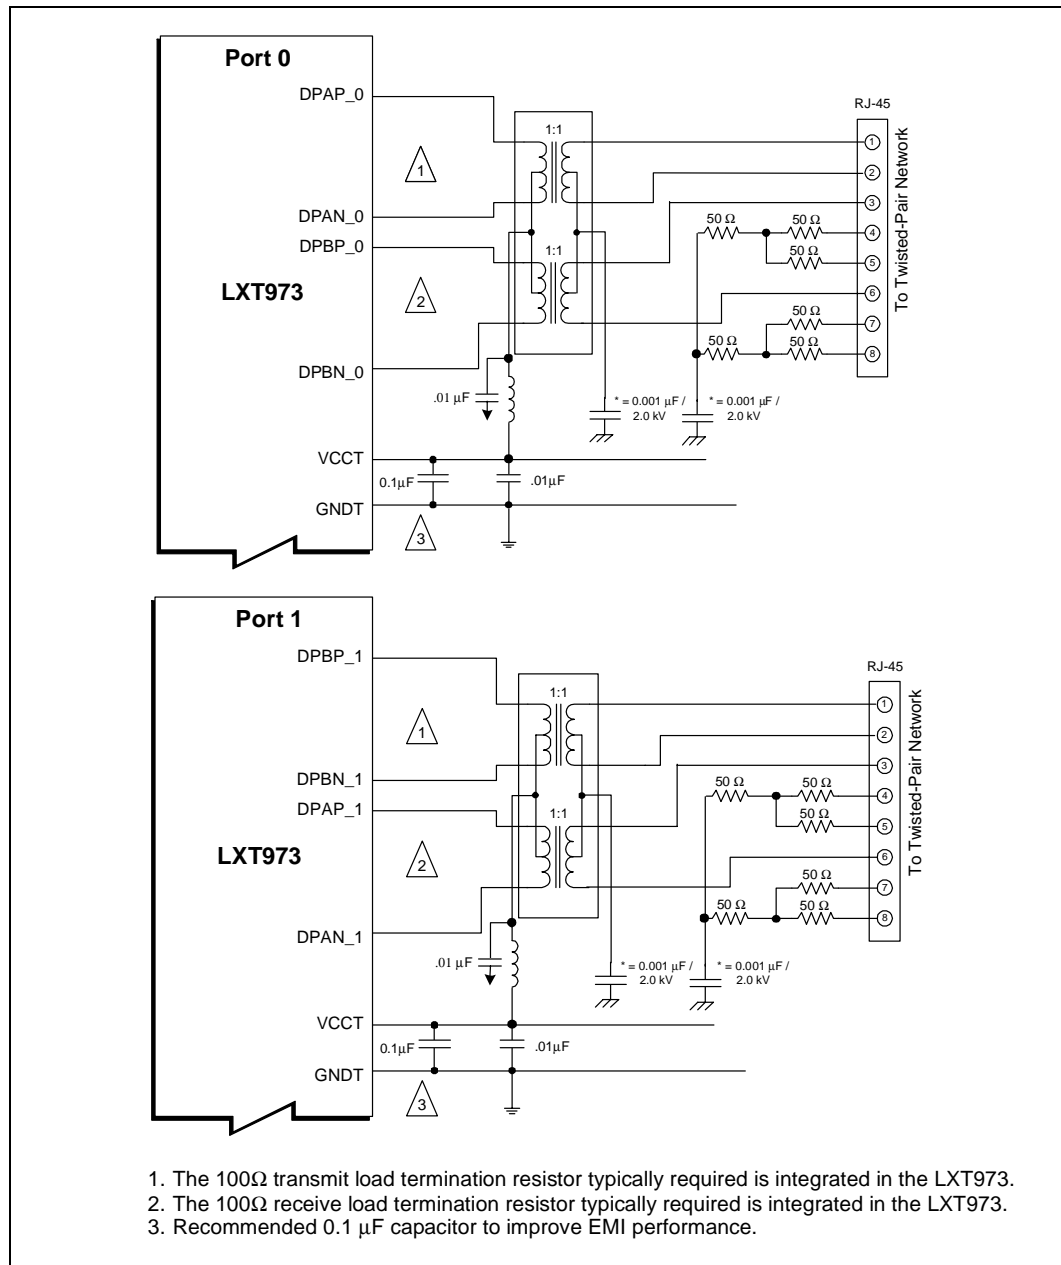 Port 0
DPAP_0
RJ-45
1:1
1
1
2
DPAN_0
3
50 Ω
50 Ω
4
DPBP_0
1:1
50 Ω
5
To Twisted-Pair Network
LXT973
2
6
50 Ω
7
50 Ω
50 Ω
8
DPBN_0
.01 µF
* = 0.001 µF /
2.0 kV
* = 0.001 µF /
2.0 kV
VCCT
0.1µF
.01µF
GNDT
3
Port 1
DPBP_1
RJ-45
1:1
1
1
2
DPBN_1
3
50 Ω
50 Ω
4
DPAP_1
1:1
50 Ω
5
To Twisted-Pair Network
LXT973
2
6
50 Ω
7
50 Ω
50 Ω
8
DPAN_1
.01 µF
* = 0.001 µF /
2.0 kV
* = 0.001 µF /
2.0 kV
VCCT
0.1µF
.01µF
GNDT
3
1. The 100Ω transmit load termination resistor typically required is integrated in the LXT973.
2. The 100Ω receive load termination resistor typically required is integrated in the LXT973.
3. Recommended 0.1 µF capacitor to improve EMI performance.